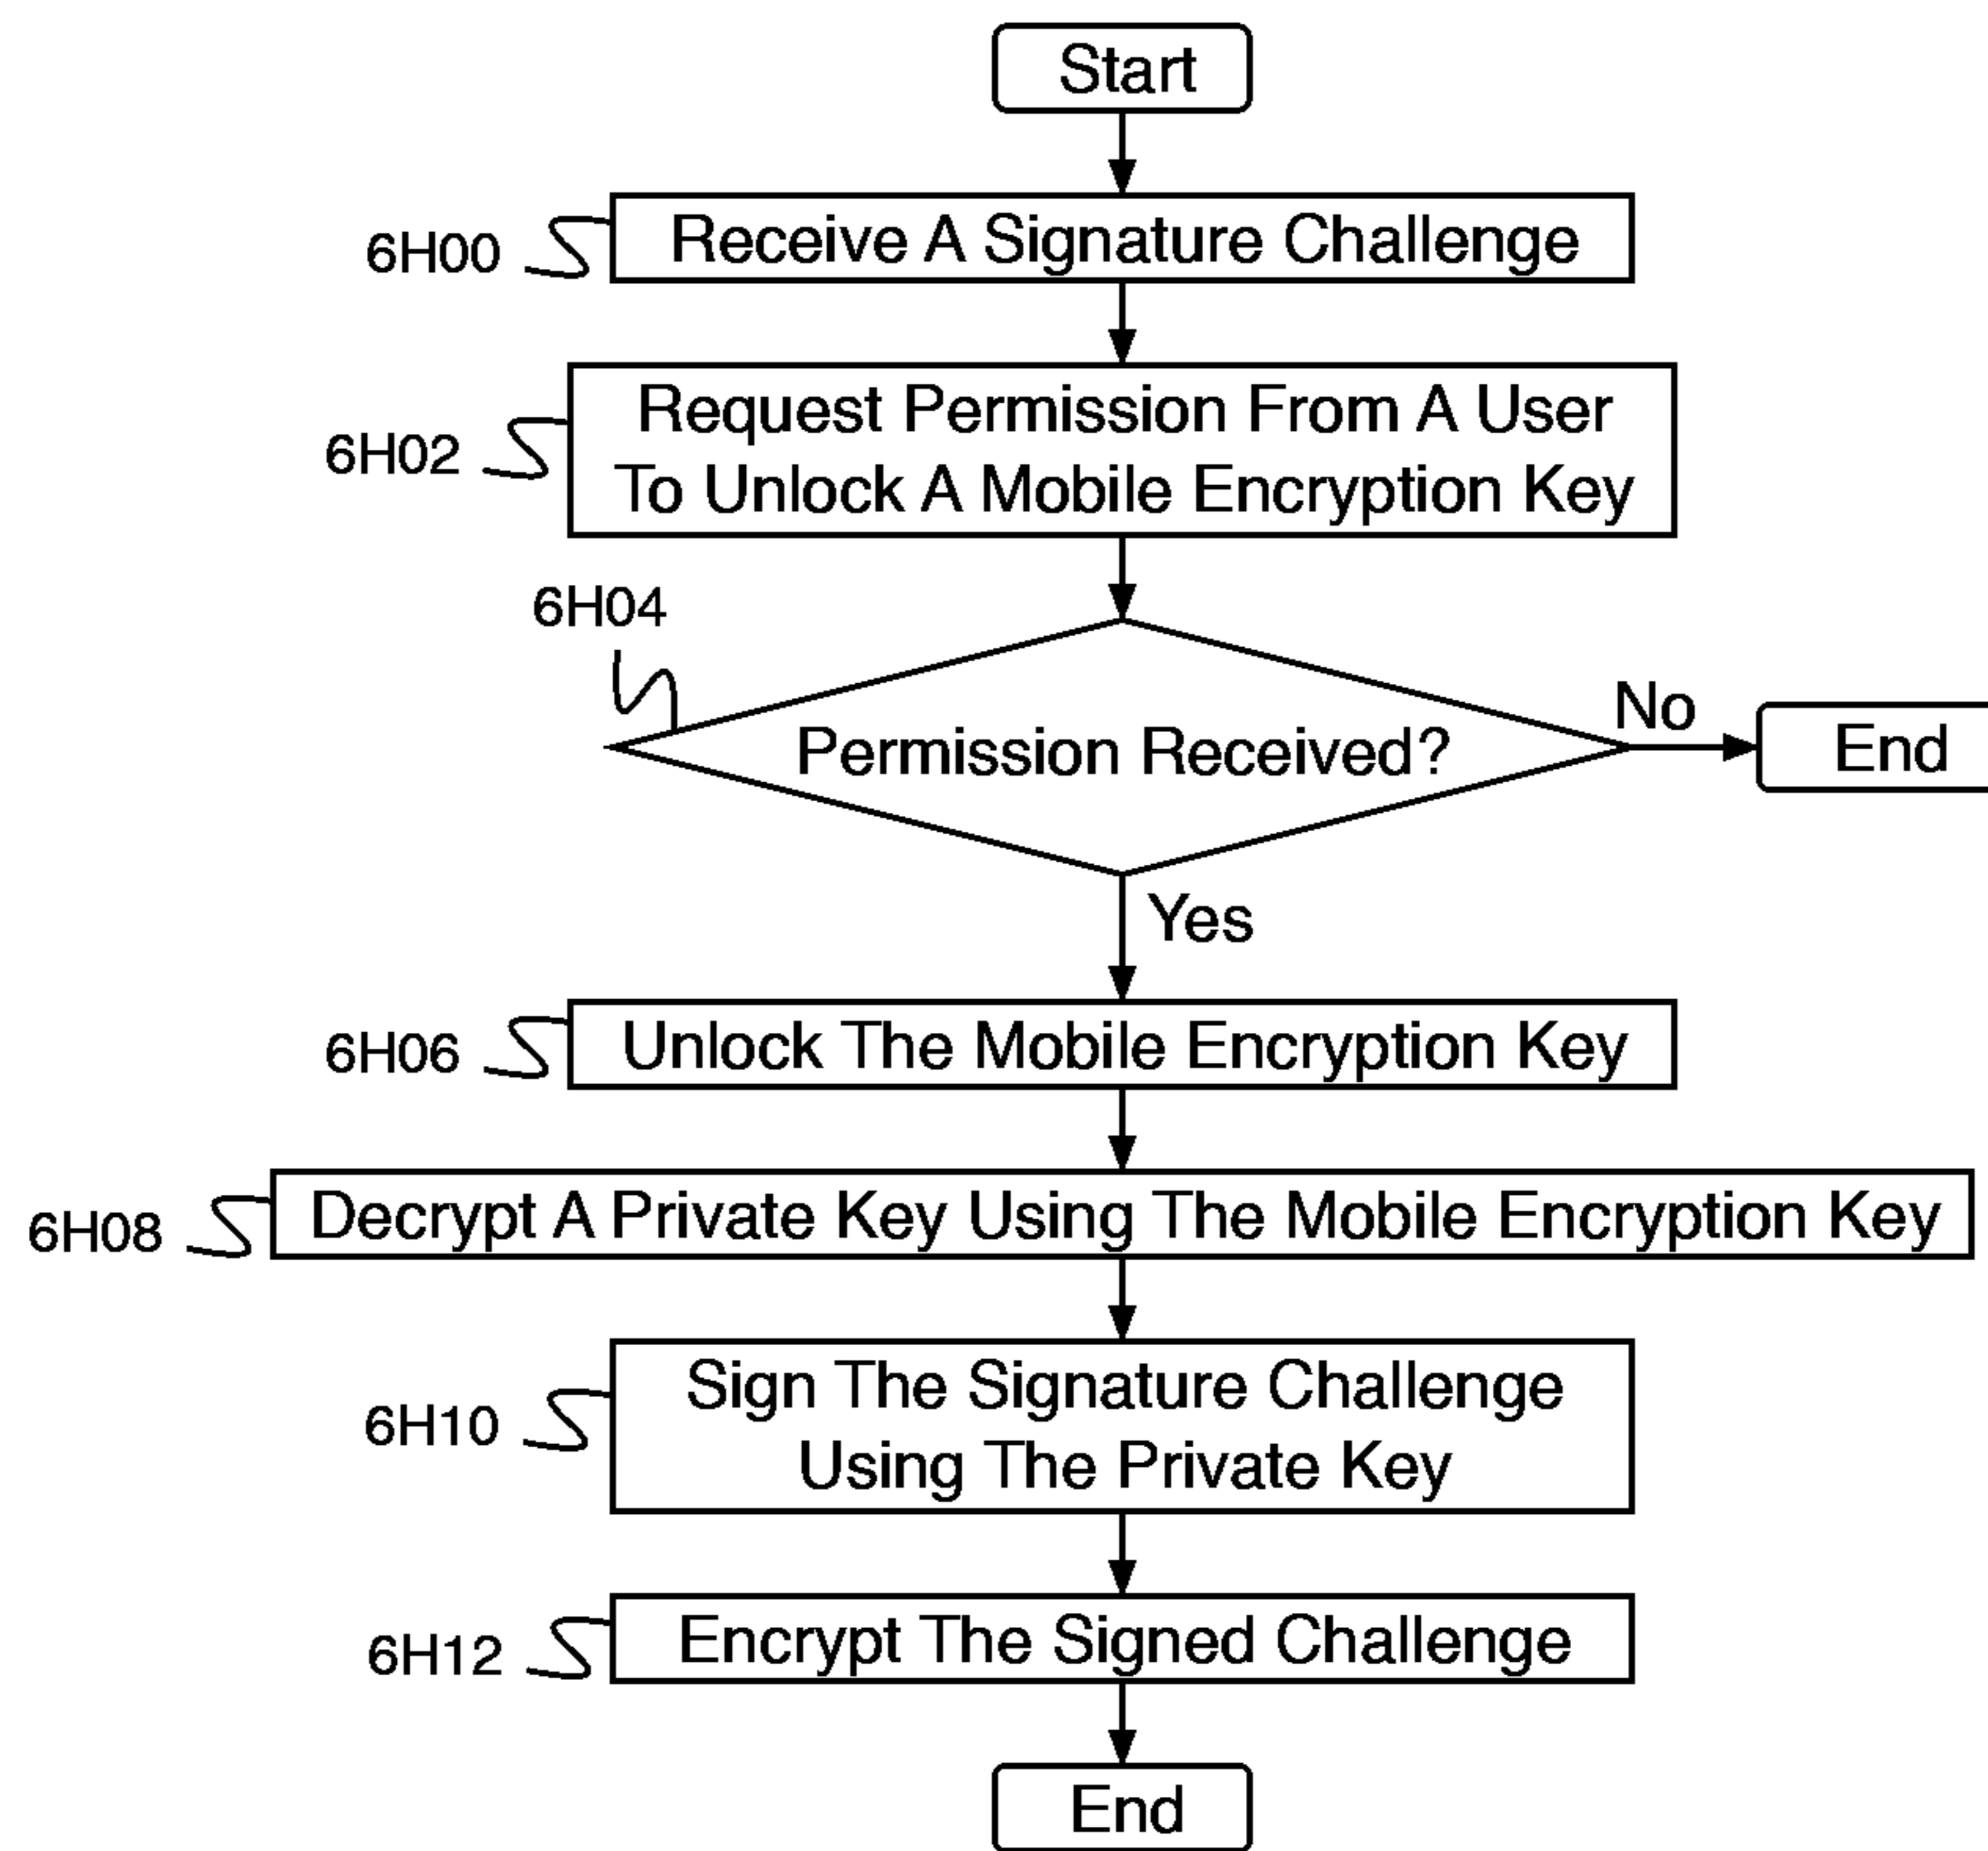 Start
6H00
Receive A Signature Challenge
6H02
Request Permission From A User
To Unlock A Mobile Encryption Key
6H04
Permission Received?
No
End
Yes
6H06
Unlock The Mobile Encryption Key
6H08
Decrypt A Private Key Using The Mobile Encryption Key
6H10
Sign The Signature Challenge
Using The Private Key
6H12
Encrypt The Signed Challenge
End